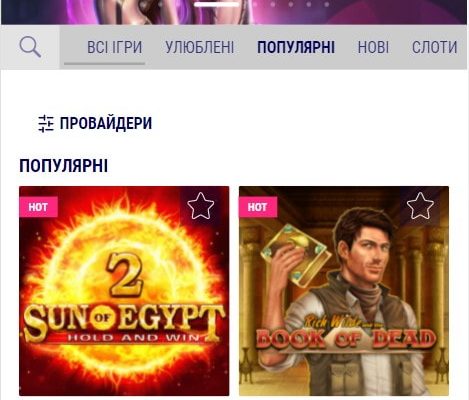 ВСІ ІГРИ УЛЮБЛЕНІ ПОПУЛЯРНІ НОВІ СЛОТИ
ПРОВАЙДЕРИ
ПОПУЛЯРНІ
HOT
2
SUN OF EGYPT
HOLD AND WIN
HOT
Rich Wilde and the
BOOK OF DEAD